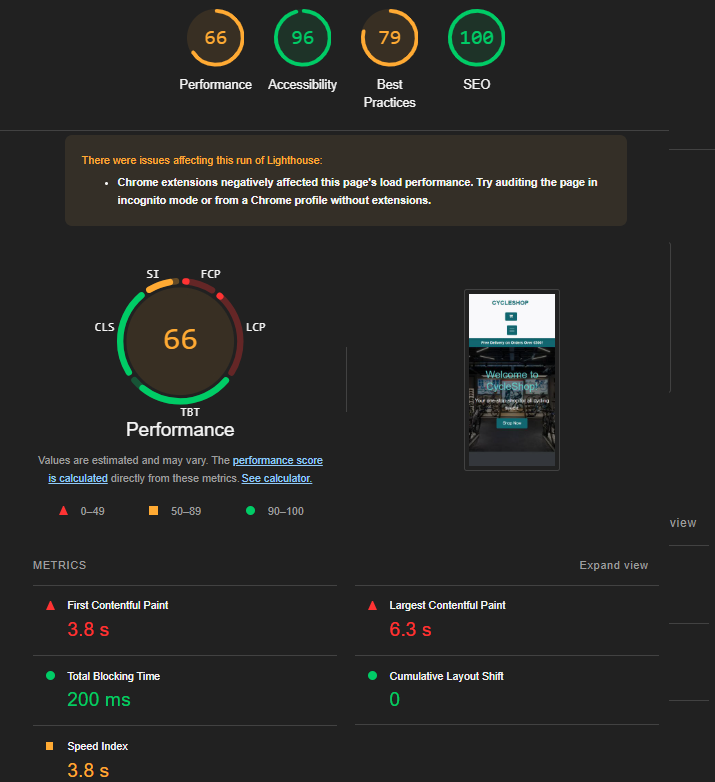 66
96
79
100
Performance
Accessibility
Best
Practices
SEO
There were issues affecting this run of Lighthouse:
• Chrome extensions negatively affected this page's load performance. Try auditing the page in
incognito mode or from a Chrome profile without extensions.
SI
FCP
CLS
LCP
66
TBT
Performance
Values are estimated and may vary. The performance score
is calculated directly from these metrics. See calculator.
0–49
50–89
90–100
CYCLESHOP
Free Delivery on Orders Over
Welcome to
CycleShop!
Your one-stop shop for all cycling
Shop Now
view
METRICS
Expand view
First Contentful Paint
3.8 s
Largest Contentful Paint
6.3 s
Total Blocking Time
200 ms
Cumulative Layout Shift
0
Speed Index
3.8 s